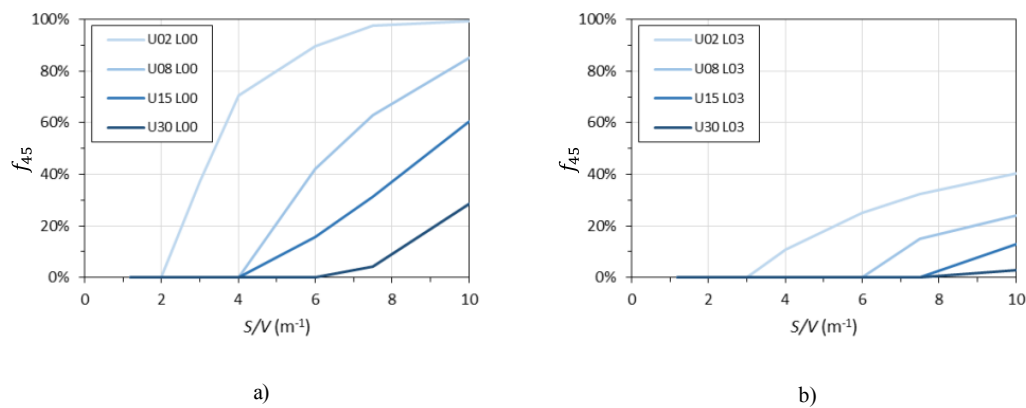 100%
80%
60%
40%
20%
0%
f45
U02 L00
U08 L00
U15 L00
U30 L00
0 2 4 6 8 10
S/V (m⁻¹)
a)
100%
80%
60%
40%
20%
0%
f45
U02 L03
U08 L03
U15 L03
U30 L03
0 2 4 6 8 10
S/V (m⁻¹)
b)